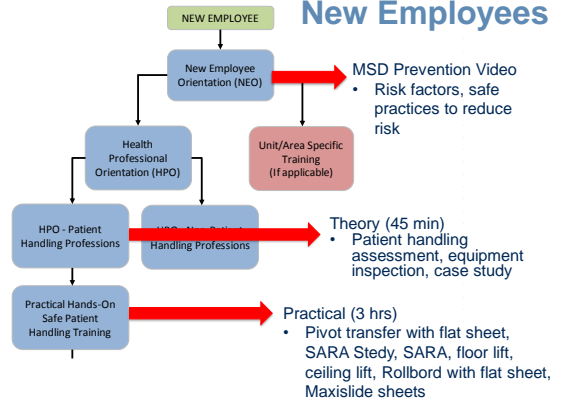 New Employees
NEW EMPLOYEE
New Employee
Orientation (NEO)
MSD Prevention Video
• Risk factors, safe
practices to reduce
risk
Health
Professional
Orientation (HPO)
Unit/Area Specific
Training
(If applicable)
HPO - Patient
Handling Professions
Handling Professions
Theory (45 min)
• Patient handling
assessment, equipment
inspection, case study
Practical Hands-On
Safe Patient
Handling Training
Practical (3 hrs)
• Pivot transfer with flat sheet,
SARA Stedy, SARA, floor lift,
ceiling lift, Rollbord with flat sheet,
Maxislide sheets